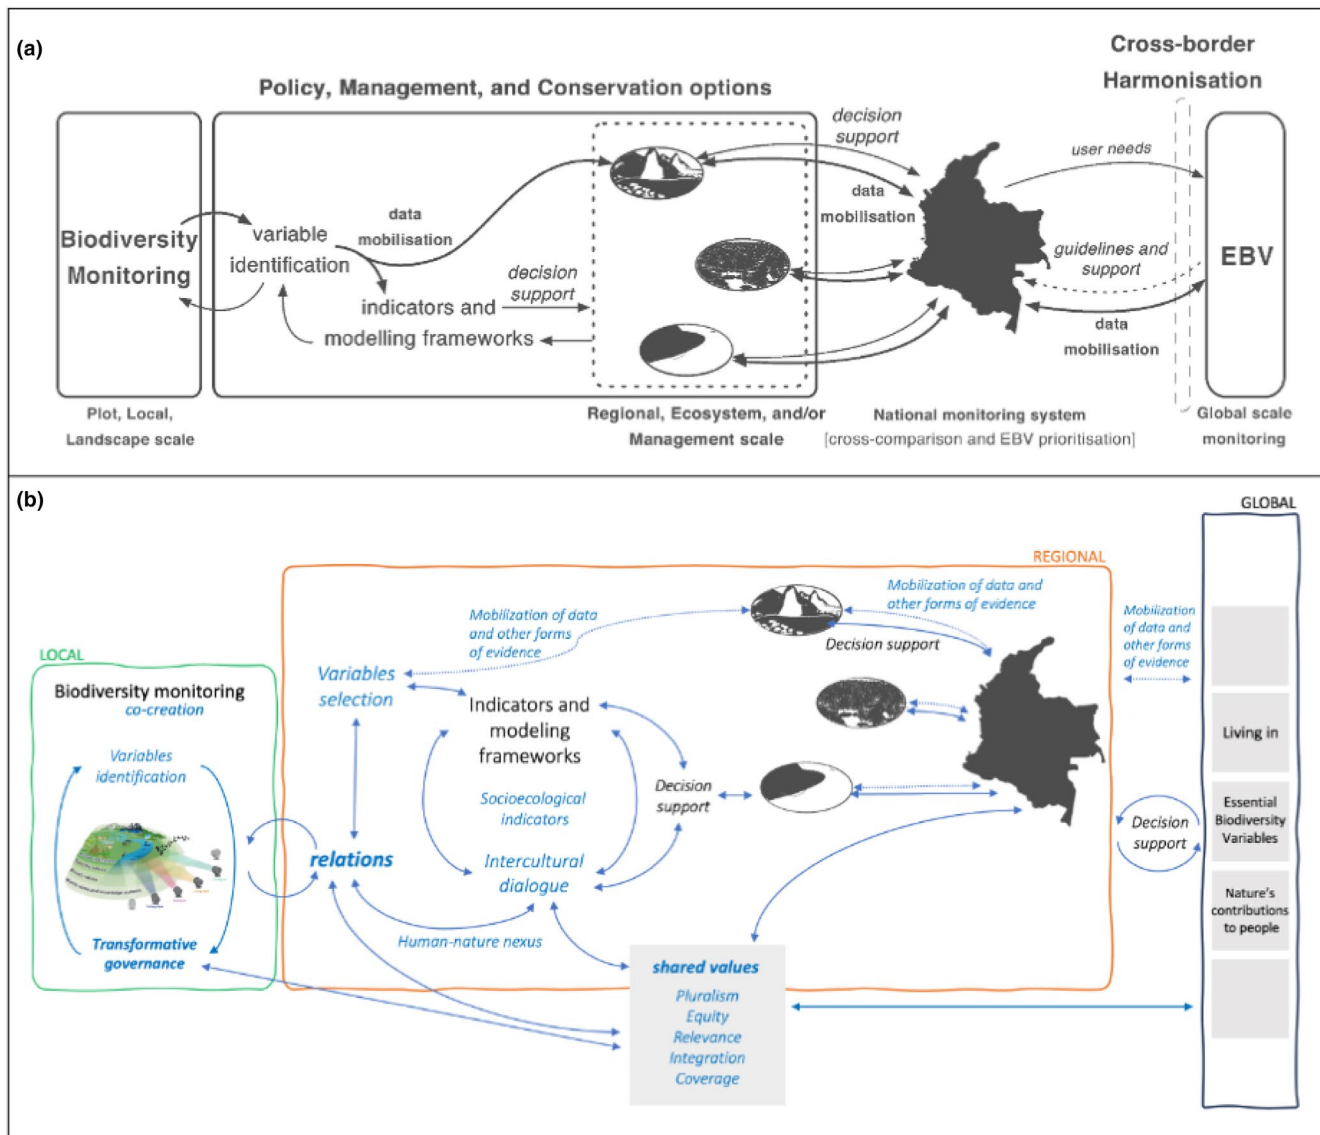 (a)
Policy, Management, and Conservation options
Cross-border
Harmonisation
Biodiversity
Monitoring
variable
identification
data
mobilisation
indicators and
modelling frameworks
decision
support
decision
support
data
mobilisation
user needs
guidelines and
support
data
mobilisation
EBV
Plot, Local,
Landscape scale
Regional, Ecosystem, and/or
Management scale
National monitoring system
[cross-comparison and EBV prioritisation]
Global scale
monitoring
(b)
GLOBAL
REGIONAL
LOCAL
Biodiversity monitoring
co-creation
Variables
identification
Transformative
governance
Variables
selection
relations
Mobilization of data
and other forms
of evidence
Indicators and
modeling
frameworks
Socioecological
indicators
Intercultural
dialogue
Human-nature nexus
Decision
support
Mobilization of data and
other forms of evidence
Decision support
shared values
Pluralism
Equity
Relevance
Integration
Coverage
Mobilization
of data and
other forms
of evidence
Decision
support
Living in
Essential
Biodiversity
Variables
Nature's
contributions
to people